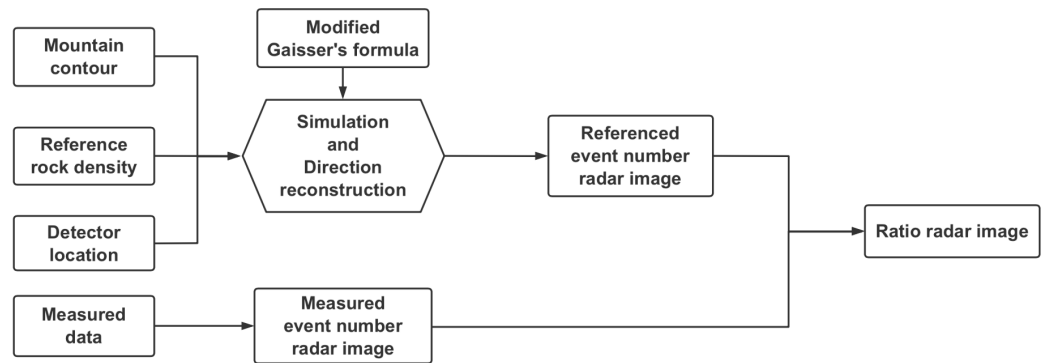 Mountain
contour
Modified
Gaisser's formula
Reference
rock density
Simulation
and
Direction
reconstruction
Referenced
event number
radar image
Detector
location
Ratio radar image
Measured
data
Measured
event number
radar image